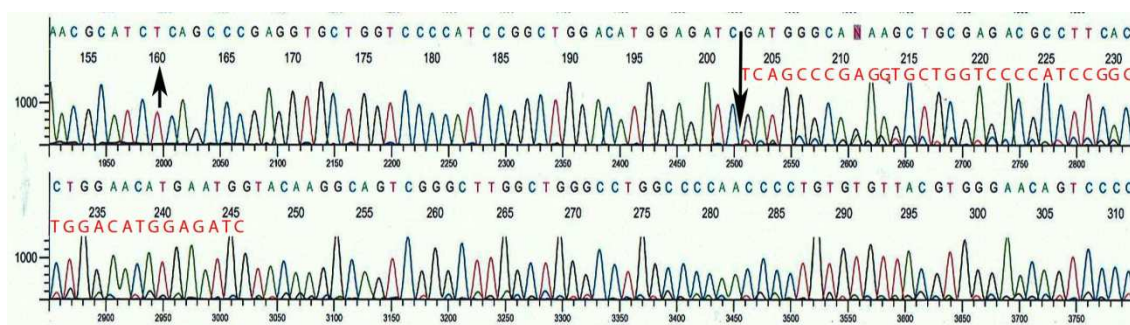 AACGCATCTCAGCCCGAGGTGCTGGTCCCCATCCGGCTGGACATGGAGATCGATGGGCANAAGCTGCGAGACGCCTTCAC
155 160 165 170 175 180 185 190 195 200 205 210 215 220 225 230
TCAGCCCGAGGTGCTGGTCCCCATCCGGC
1000
1950 2000 2050 2100 2150 2200 2250 2300 2350 2400 2450 2500 2550 2600 2650 2700 2750 2800
CTGGAACATGAATGGTACAAGGCAGTCGGGCTTGGCTGGGCCTGGCCCCAACCCCTGTGTGTTACGTGGGAACAGTCCCC
235 240 245 250 255 260 265 270 275 280 285 290 295 300 305 310
TGGACATGGAGATC
1000
2900 2950 3000 3050 3100 3150 3200 3250 3300 3350 3400 3450 3500 3550 3600 3650 3700 3750